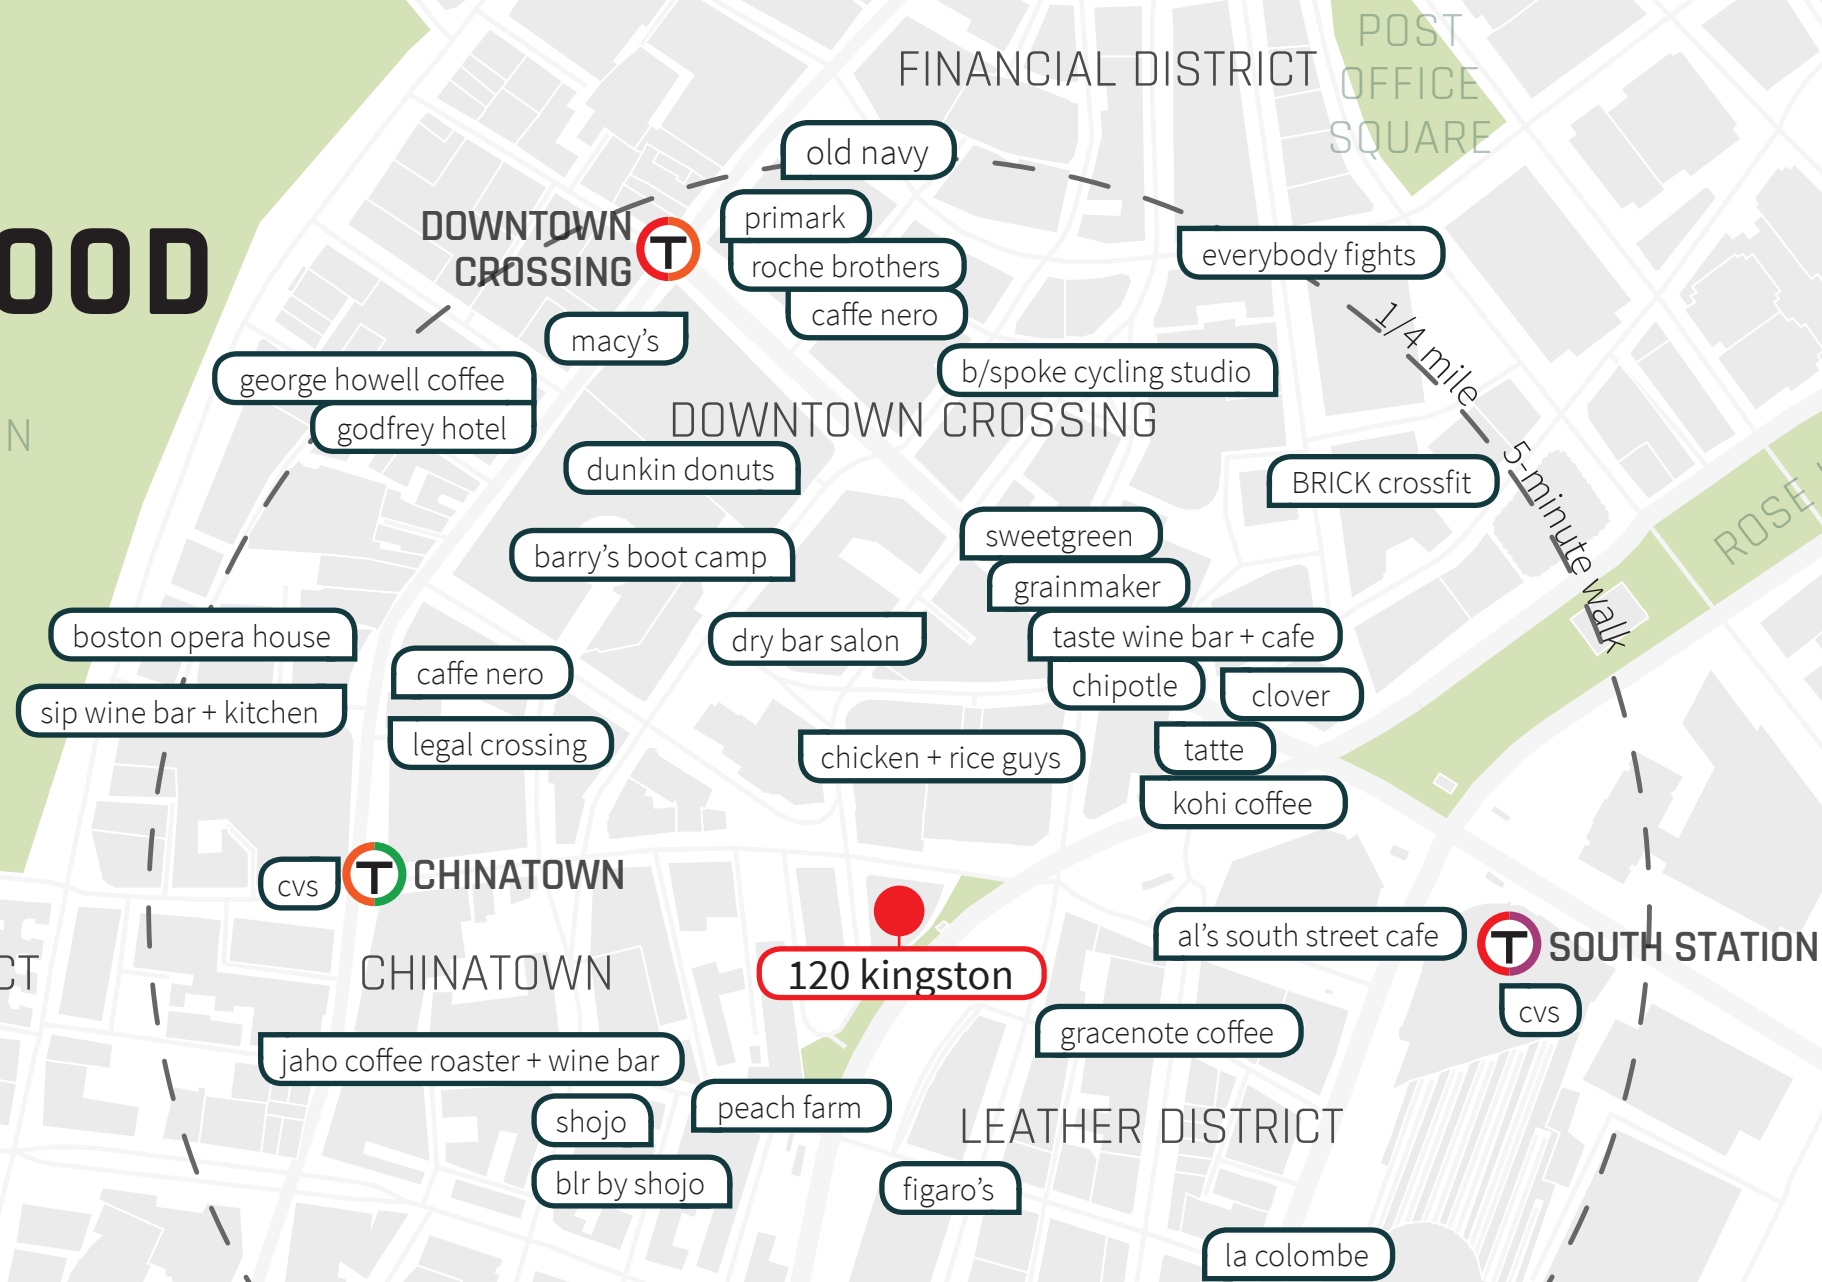 POST
OFFICE
SQUARE
FINANCIAL DISTRICT
old navy
primark
DOWNTOWN
CROSSING
T
roche brothers
everybody fights
OOD
caffe nero
macy's
1/4 mile
george howell coffee
b/spoke cycling studio
godfrey hotel
DOWNTOWN CROSSING
N
dunkin donuts
BRICK crossfit
5-minute walk
ROSE
sweetgreen
barry's boot camp
grainmaker
boston opera house
dry bar salon
taste wine bar + cafe
caffe nero
chipotle
clover
sip wine bar + kitchen
legal crossing
chicken + rice guys
tatte
kohi coffee
cvs
T
CHINATOWN
al's south street cafe
T
SOUTH STATION
CT
CHINATOWN
120 kingston
cvs
gracenote coffee
jaho coffee roaster + wine bar
shojo
peach farm
LEATHER DISTRICT
blr by shojo
figaro's
la colombe